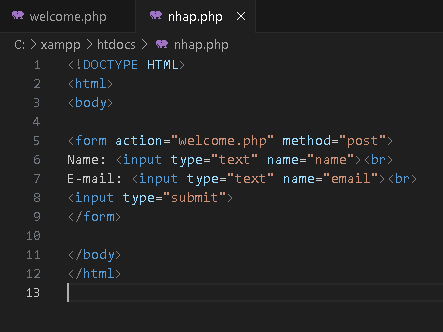 welcome.php nhap.php
C: > xampp > htdocs > nhap.php
1 <!DOCTYPE HTML>
2 <html>
3 <body>
4
5 <form action="welcome.php" method="post">
6 Name: <input type="text" name="name"><br>
7 E-mail: <input type="text" name="email"><br>
8 <input type="submit">
9 </form>
10
11 </body>
12 </html>
13